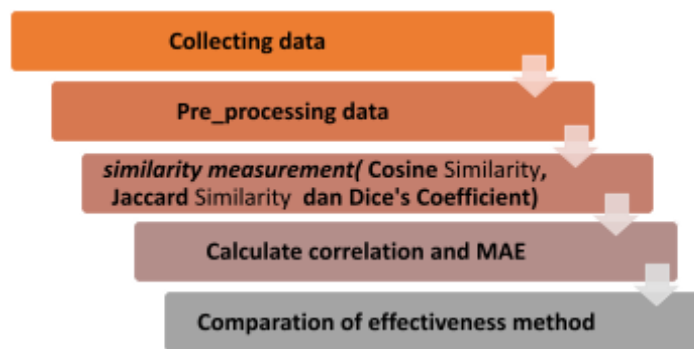 Collecting data
Pre_processing data
similarity measurement( Cosine Similarity,
Jaccard Similarity dan Dice's Coefficient)
Calculate correlation and MAE
Comparation of effectiveness method